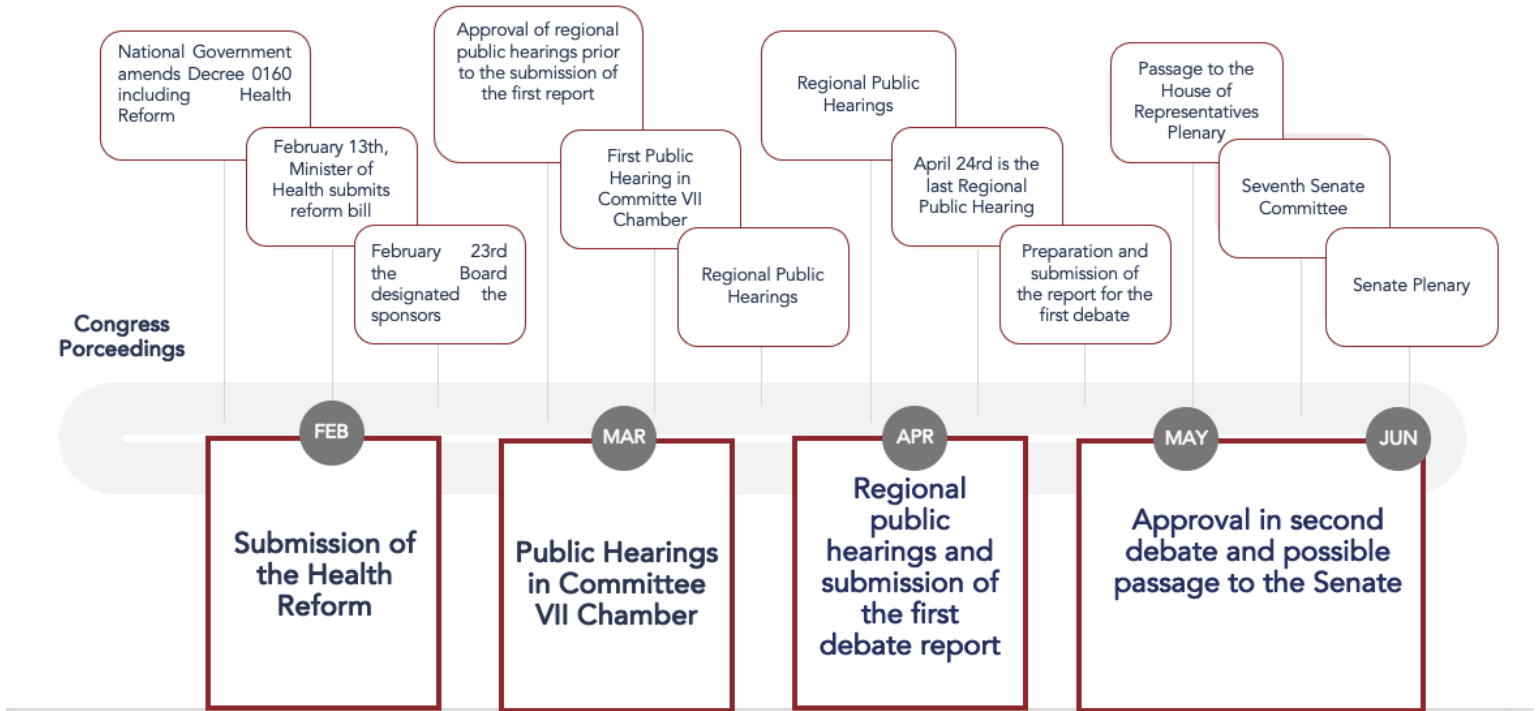 National Government
amends Decree 0160
including Health
Reform
February 13th,
Minister of
Health submits
reform bill
February 23rd
the Board
designated the
sponsors
Approval of regional
public hearings prior
to the submission of
the first report
First Public
Hearing in
Committe VII
Chamber
Regional Public
Hearings
Regional Public
Hearings
April 24rd is the
last Regional
Public Hearing
Preparation and
submission of
the report for the
first debate
Passage to the
House of
Representatives
Plenary
Seventh Senate
Committee
Senate Plenary
Congress
Porceedings
FEB
MAR
APR
MAY
JUN
Submission of
the Health
Reform
Public Hearings
in Committee
VII Chamber
Regional
public
hearings and
submission of
the first
debate report
Approval in second
debate and possible
passage to the Senate